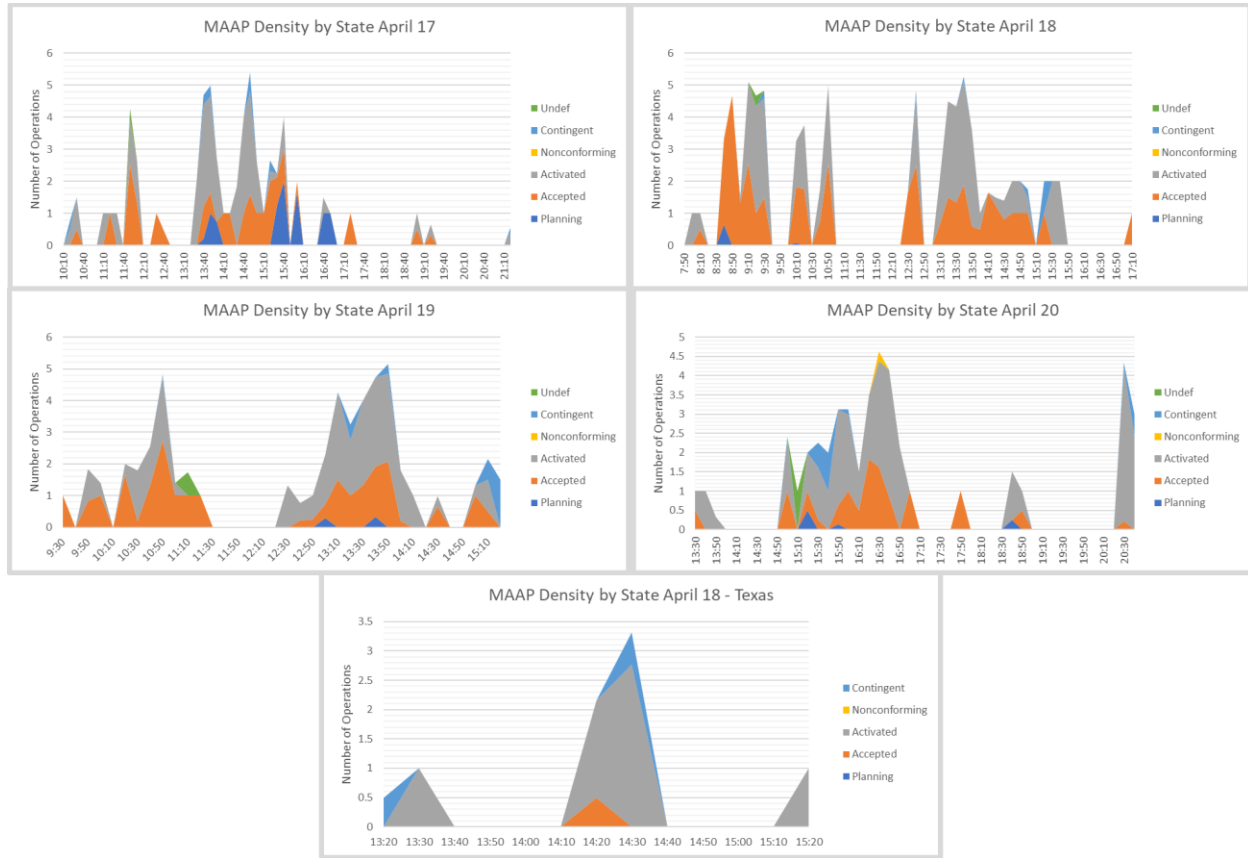 MAAP Density by State April 17
Number of Operations
6
5
4
3
2
1
0
10:10 10:40 11:10 11:40 12:10 12:40 13:10 13:40 14:10 14:40 15:10 15:40 16:10 16:40 17:10 17:40 18:10 18:40 19:10 19:40 20:10 20:40 21:10
Undef
Contingent
Nonconforming
Activated
Accepted
Planning
MAAP Density by State April 18
Number of Operations
6
5
4
3
2
1
0
7:50 8:10 8:30 8:50 9:10 9:30 9:50 10:10 10:30 10:50 11:10 11:30 11:50 12:10 12:30 12:50 13:10 13:30 13:50 14:10 14:30 14:50 15:10 15:30 15:50 16:10 16:30 16:50 17:10
Undef
Contingent
Nonconforming
Activated
Accepted
Planning
MAAP Density by State April 19
Number of Operations
6
5
4
3
2
1
0
9:30 9:50 10:10 10:30 10:50 11:10 11:30 11:50 12:10 12:30 12:50 13:10 13:30 13:50 14:10 14:30 14:50 15:10
Undef
Contingent
Nonconforming
Activated
Accepted
Planning
MAAP Density by State April 20
Number of Operations
5
4.5
4
3.5
3
2.5
2
1.5
1
0.5
0
13:30 13:50 14:10 14:30 14:50 15:10 15:30 15:50 16:10 16:30 16:50 17:10 17:30 17:50 18:10 18:30 18:50 19:10 19:30 19:50 20:10 20:30
Undef
Contingent
Nonconforming
Activated
Accepted
Planning
MAAP Density by State April 18 - Texas
Number of Operations
3.5
3
2.5
2
1.5
1
0.5
0
13:20 13:30 13:40 13:50 14:00 14:10 14:20 14:30 14:40 14:50 15:00 15:10 15:20
Contingent
Nonconforming
Activated
Accepted
Planning